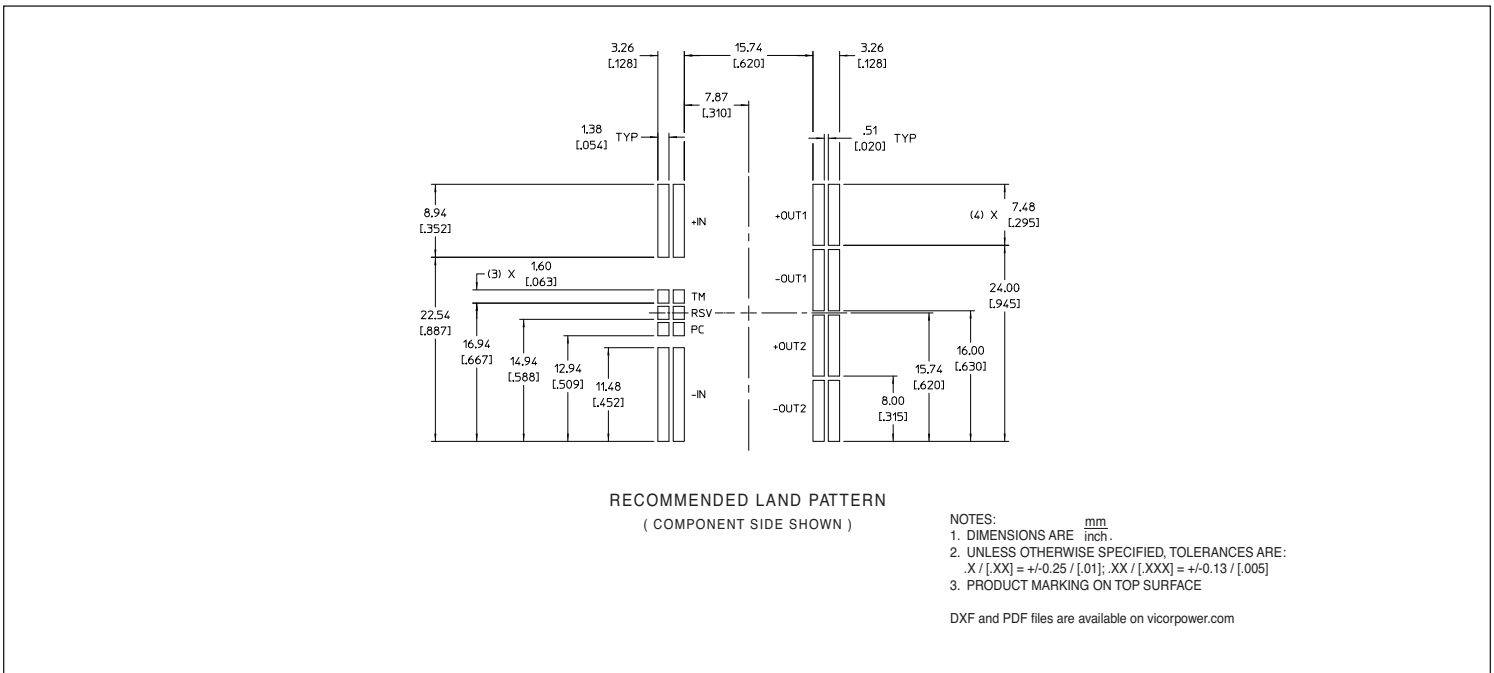 3.26
[.128]
15.74
[.620]
3.26
[.128]
7.87
[.310]
1.38
[.054]
TYP
.51
[.020]
TYP
8.94
[.352]
+IN
+OUT1
(4) X
7.48
[.295]
(3) X
1.60
[.063]
-OUT1
TM
RSV
PC
24.00
[.945]
22.54
[.887]
16.94
[.667]
14.94
[.588]
12.94
[.509]
11.48
[.452]
+OUT2
16.00
[.630]
15.74
[.620]
8.00
[.315]
-IN
-OUT2
RECOMMENDED LAND PATTERN
( COMPONENT SIDE SHOWN )
NOTES:
mm
1. DIMENSIONS ARE inch.
2. UNLESS OTHERWISE SPECIFIED, TOLERANCES ARE:
.X / [.XX] = +/-0.25 / [.01]; .XX / [.XXX] = +/-0.13 / [.005]
3. PRODUCT MARKING ON TOP SURFACE
DXF and PDF files are available on vicorpower.com